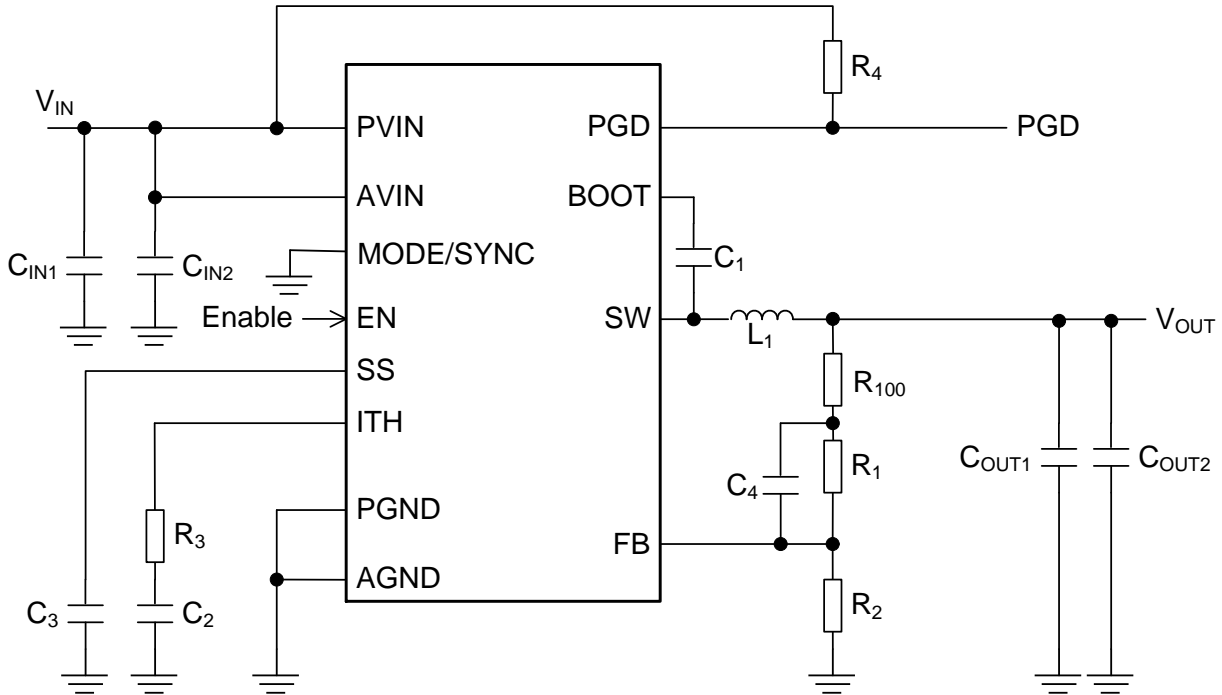 R4
VIN
PVIN
PGD
PGD
AVIN
BOOT
MODE/SYNC
C1
CIN1
CIN2
Enable
EN
SW
L1
VOUT
SS
R100
ITH
R1
COUT1
COUT2
C4
PGND
R3
FB
AGND
R2
C3
C2